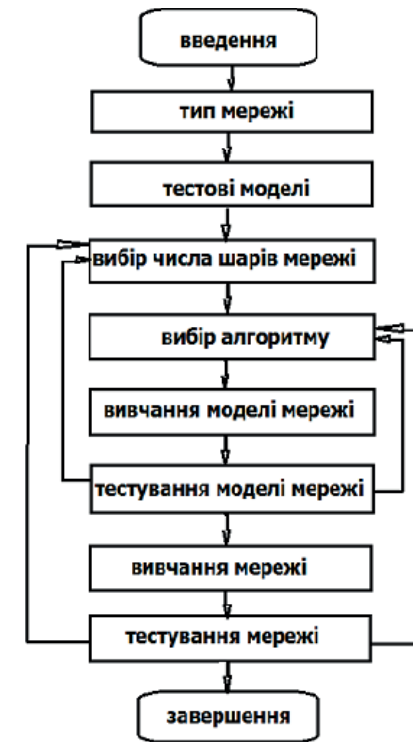 введення
тип мережі
тестові моделі
вибір числа шарів мережі
вибір алгоритму
вивчання моделі мережі
тестування моделі мережі
вивчання мережі
тестування мережі
завершення